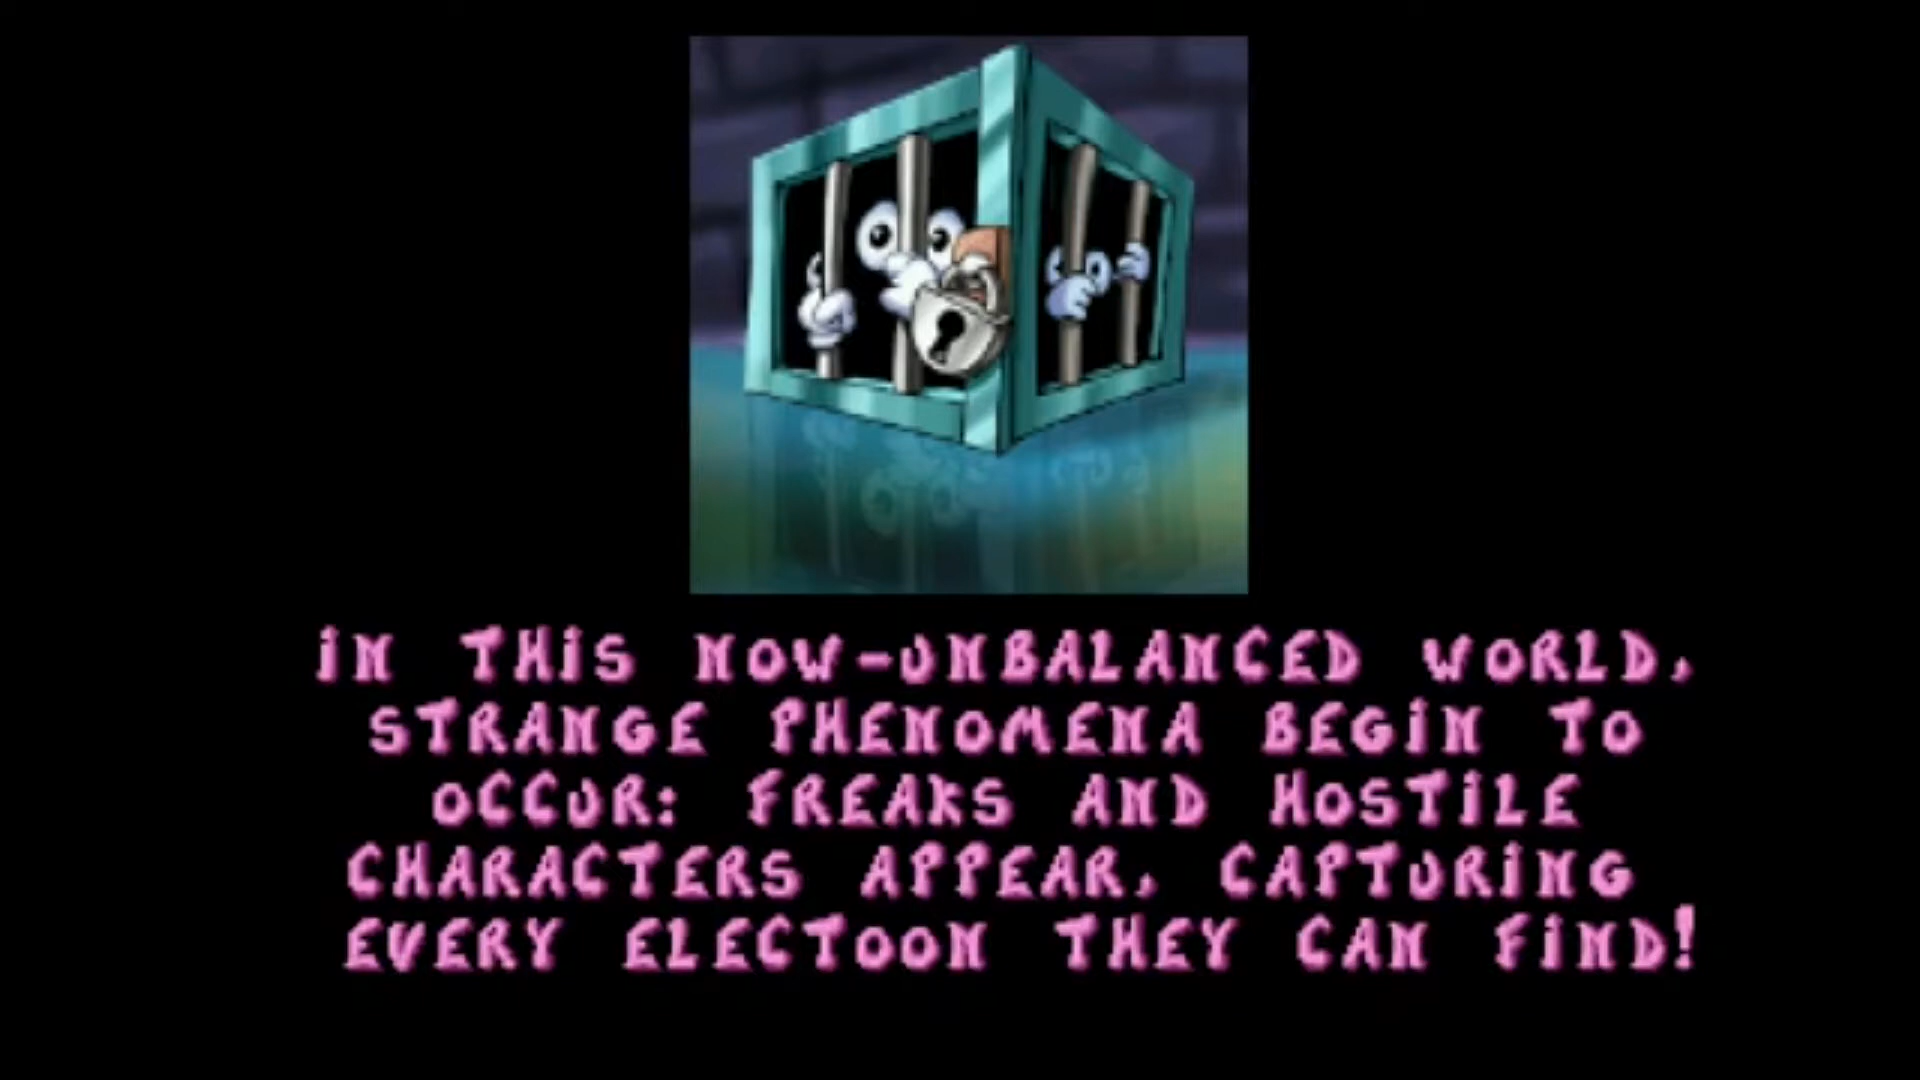 iN THiS NOW-UNBALANCED WORLD,
STRANGE PHENOMENA BEGiN TO
OCCUR: FREAKS AND HOSTiLE
CHARACTERS APPEAR, CAPTURiNG
EVERY ELECTOON THEY CAN FiND!